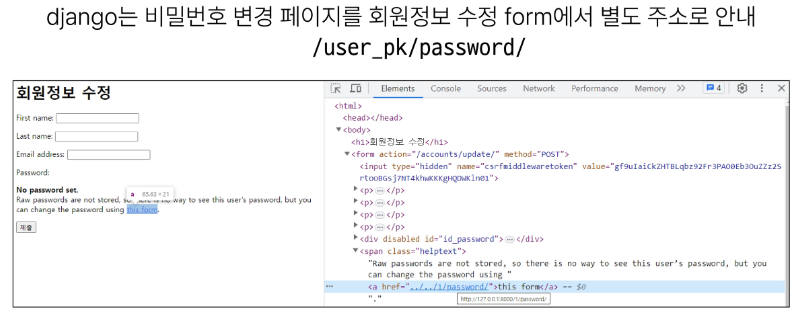 django는 비밀번호 변경 페이지를 회원정보 수정 form에서 별도 주소로 안내
/user_pk/password/
회원정보 수정
First name:
Last name:
Email address:
Password:
No password set.
Raw passwords are not stored, so there is no way to see this user's password, but you
can change the password using this form.
a 65.63 × 21
제출
Elements Console Sources Network Performance Memory 4
<html>
<head></head>
<body>
<h1>회원정보 수정</h1>
<form action="/accounts/update/" method="POST">
<input type="hidden" name="csrfmiddlewaretoken"
<p>…</p>
<p>…</p>
<p>…</p>
<p>…</p>
<div disabled id="id_password">…</div>
<span class="helptext">
"Raw passwords are not stored, so there is no way to see this user's password, but you
can change the password using "
<a href="../../1/password/">this form</a> == $0
"."
http://127.0.0.1:8000/1/password/